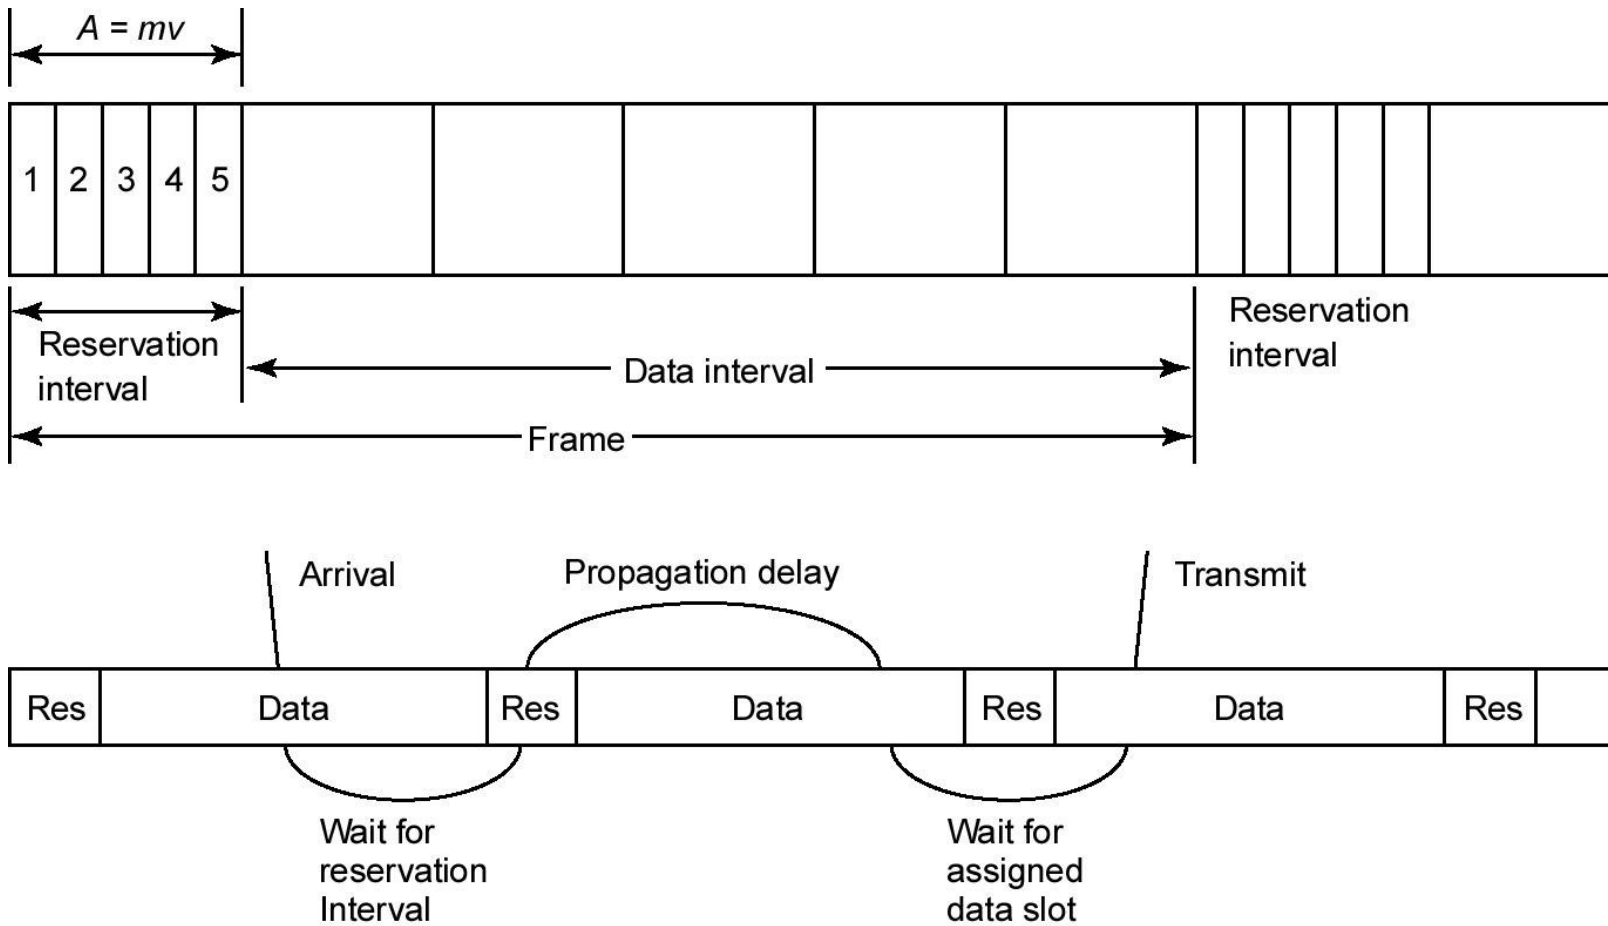 A = mv
1 2 3 4 5
Reservation
interval
Data interval
Frame
Reservation
interval
Arrival
Propagation delay
Transmit
Res Data Res Data Res Data Res
Wait for
reservation
Interval
Wait for
assigned
data slot